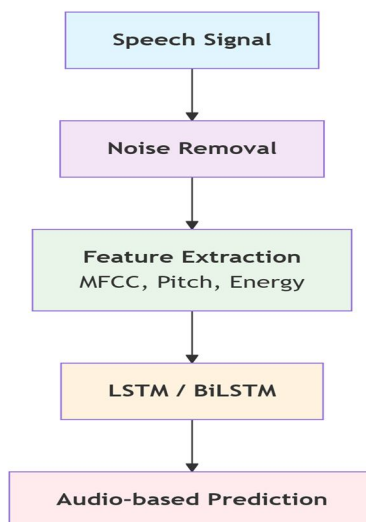 Speech Signal
Noise Removal
Feature Extraction
MFCC, Pitch, Energy
LSTM / BiLSTM
Audio-based Prediction